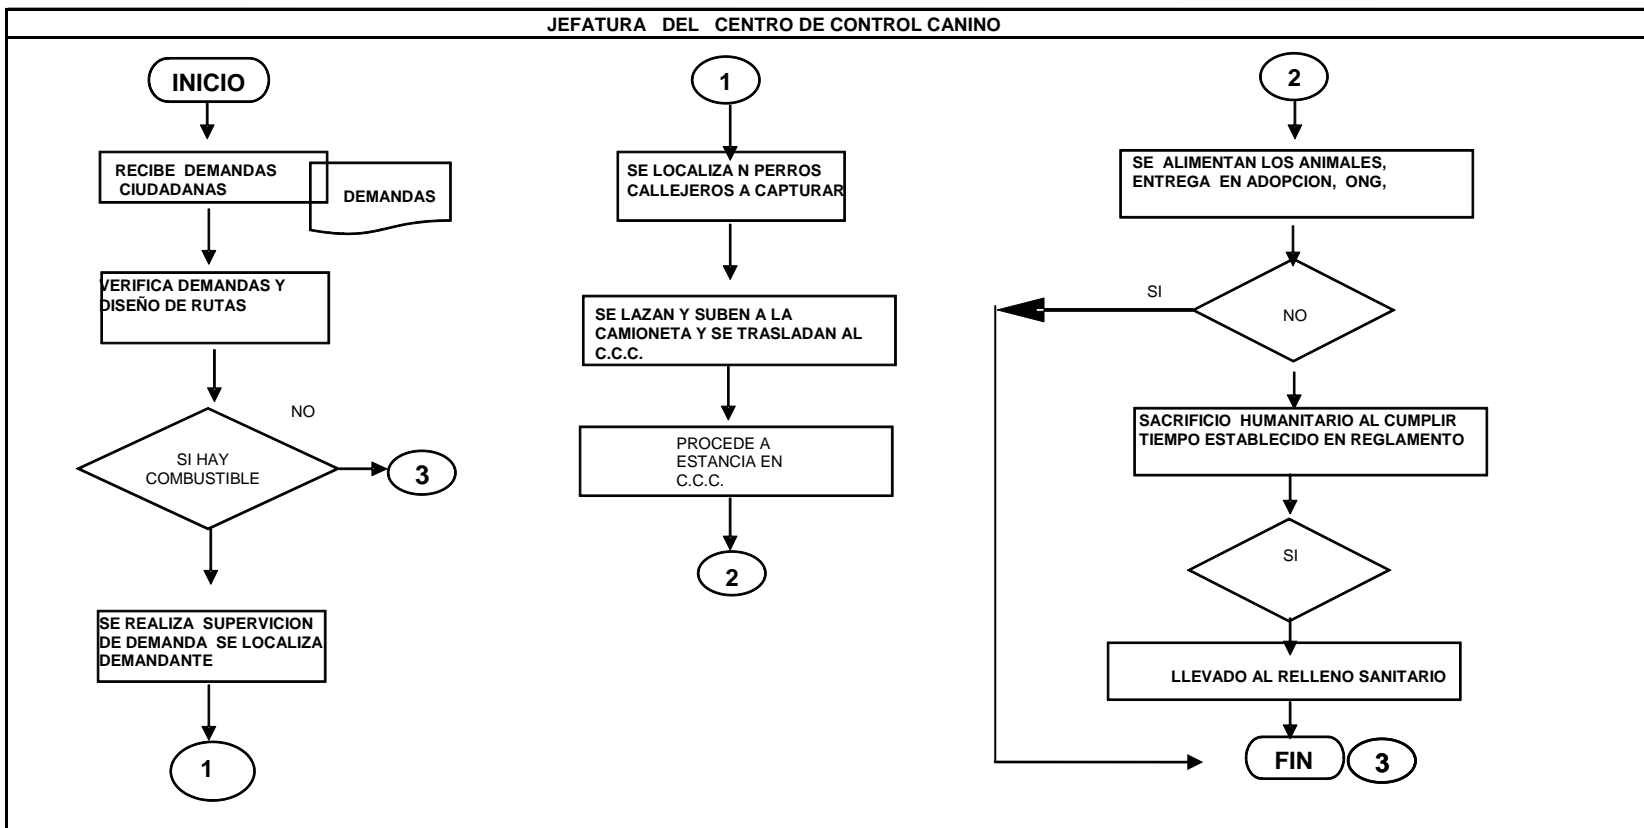 JEFATURA DEL CENTRO DE CONTROL CANINO
INICIO
RECIBE DEMANDAS
CIUDADANAS
DEMANDAS
VERIFICA DEMANDAS Y
DISEÑO DE RUTAS
NO
SI HAY
COMBUSTIBLE
3
SE REALIZA SUPERVICION
DE DEMANDA SE LOCALIZA
DEMANDANTE
1
1
SE LOCALIZA N PERROS
CALLEJEROS A CAPTURAR
SE LAZAN Y SUBEN A LA
CAMIONETA Y SE TRASLADAN AL
C.C.C.
PROCEDE A
ESTANCIA EN
C.C.C.
2
2
SE ALIMENTAN LOS ANIMALES,
ENTREGA EN ADOPCION, ONG,
SI
NO
SACRIFICIO HUMANITARIO AL CUMPLIR
TIEMPO ESTABLECIDO EN REGLAMENTO
SI
LLEVADO AL RELLENO SANITARIO
FIN
3